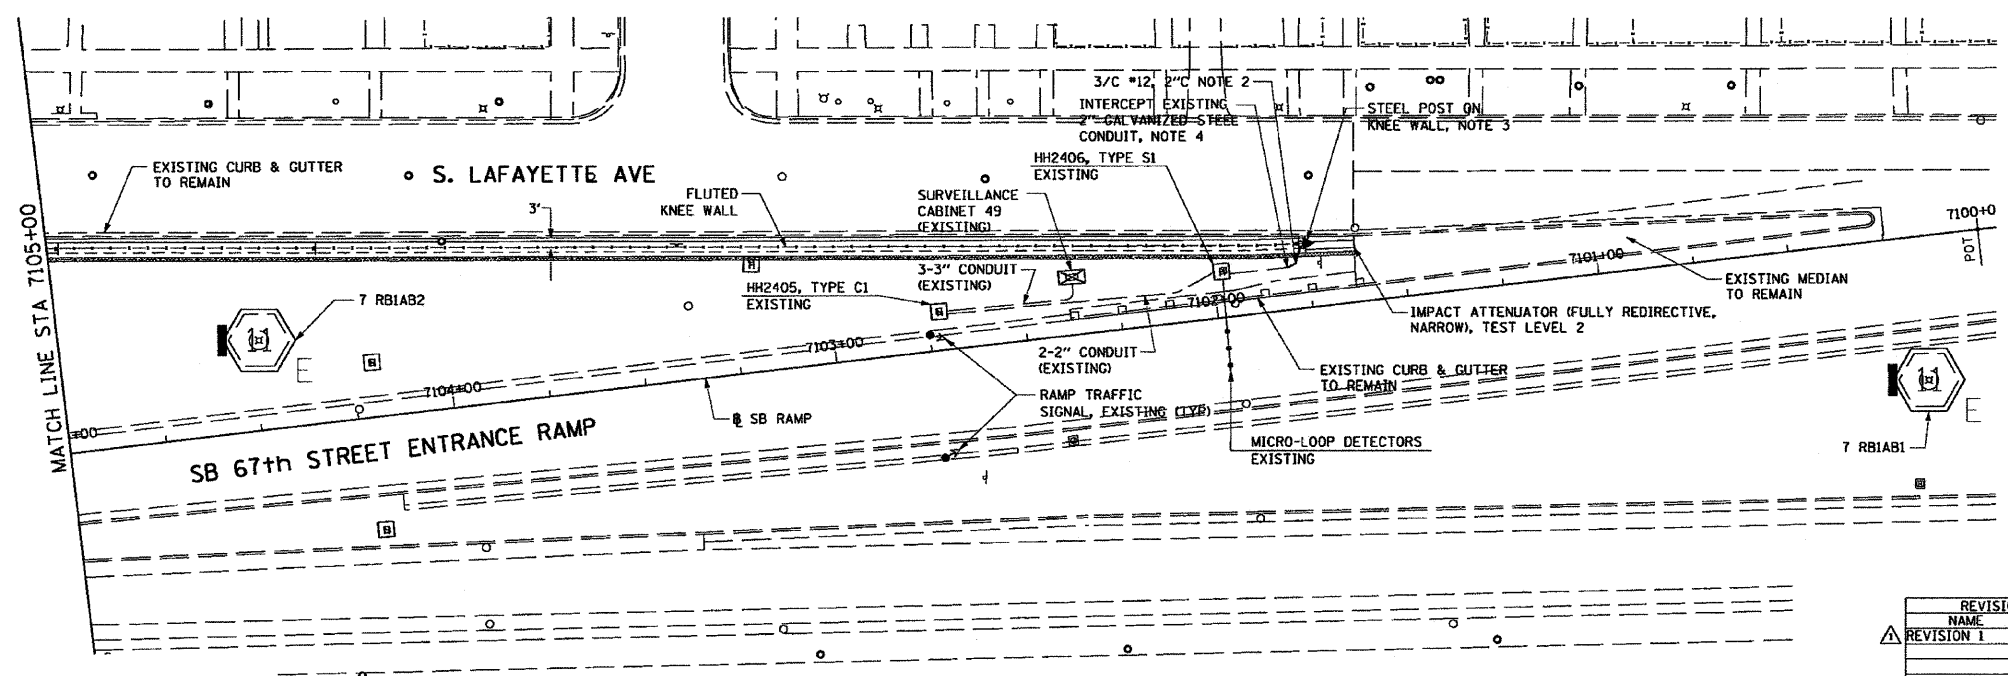 3/C #12, 2"C NOTE 2
INTERCEPT EXISTING
2" GALVANIZED STEEL
CONDUIT, NOTE 4
STEEL POST ON
KNEE WALL, NOTE 3
HH2406, TYPE S1
EXISTING
EXISTING CURB & GUTTER
TO REMAIN
S. LAFAYETTE AVE
FLUTED
KNEE WALL
3'
SURVEILLANCE
CABINET 49
(EXISTING)
7100+0
POT
MATCH LINE STA 7105+00
3-3" CONDUIT
(EXISTING)
7101+00
EXISTING MEDIAN
TO REMAIN
HH2405, TYPE C1
EXISTING
7 RB1AB2
E
7102+00
IMPACT ATTENUATOR (FULLY REDIRECTIVE,
NARROW), TEST LEVEL 2
7103+00
2-2" CONDUIT
(EXISTING)
EXISTING CURB & GUTTER
TO REMAIN
7104+00
RAMP TRAFFIC
SIGNAL, EXISTING (TYP)
SB RAMP
+00
SB 67th STREET ENTRANCE RAMP
MICRO-LOOP DETECTORS
EXISTING
E
7 RB1AB1
REVISI
NAME
1
REVISION 1